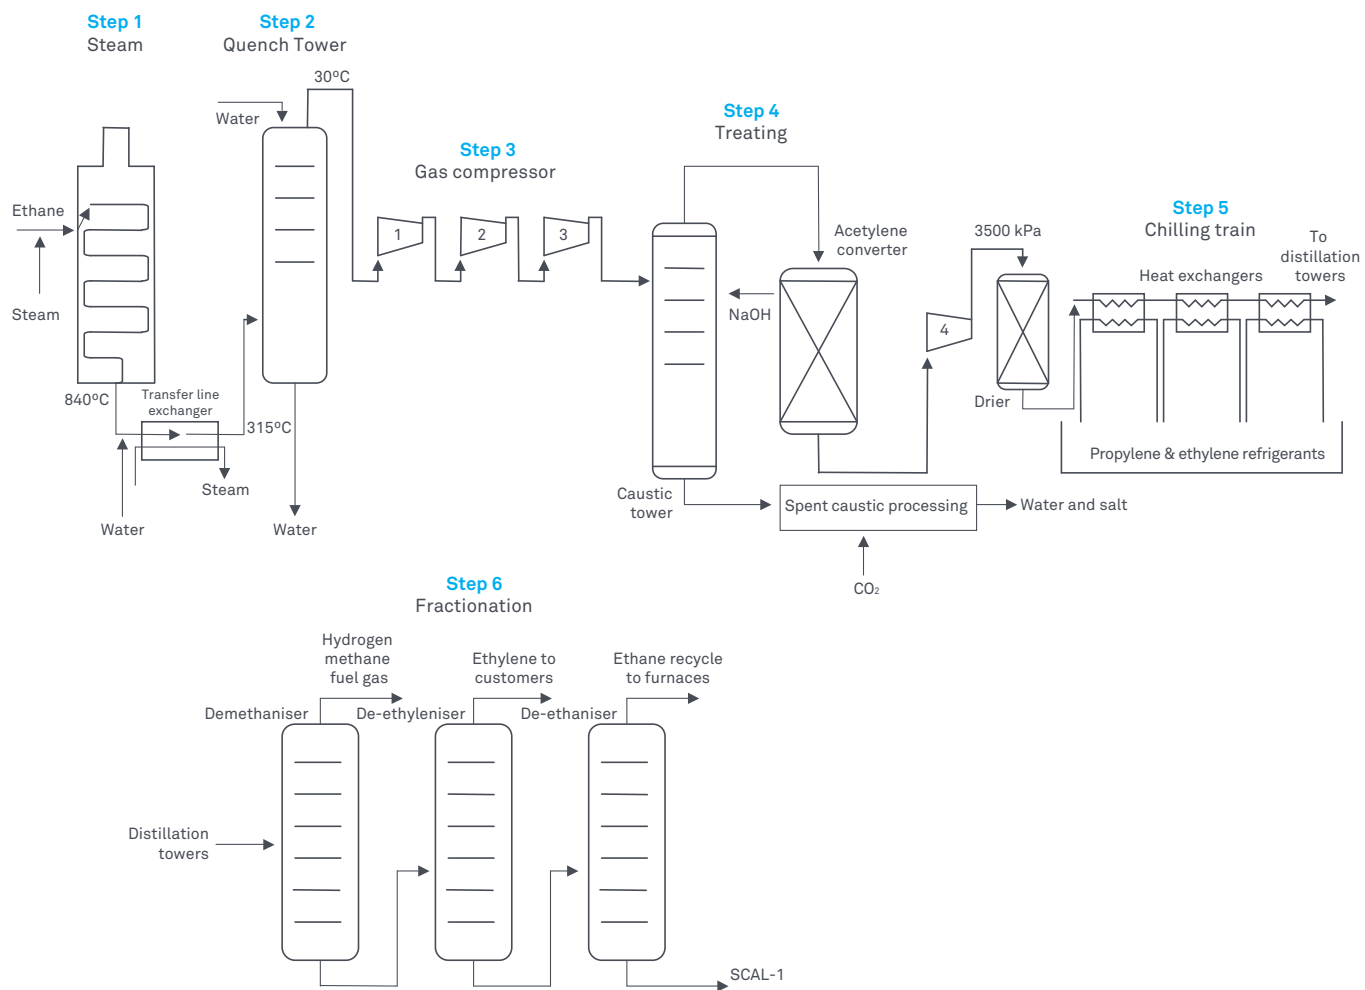 Step 1
Steam
Step 2
Quench Tower
30ºC
Water
Ethane
Steam
840ºC
Transfer line
exchanger
315ºC
Steam
Water
Water
Step 3
Gas compressor
1
2
3
Step 4
Treating
Acetylene
converter
NaOH
Caustic
tower
Spent caustic processing
Water and salt
CO₂
4
3500 kPa
Drier
Step 5
Chilling train
To
distillation
towers
Heat exchangers
Propylene & ethylene refrigerants
Step 6
Fractionation
Hydrogen
methane
fuel gas
Ethylene to
customers
Ethane recycle
to furnaces
Demethaniser
De-ethyleniser
De-ethaniser
Distillation
towers
SCAL-1